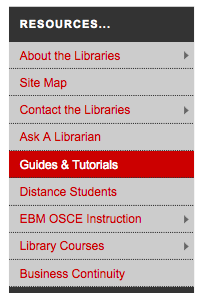 RESOURCES...
About the Libraries
Site Map
Contact the Libraries
Ask A Librarian
Guides & Tutorials
Distance Students
EBM OSCE Instruction
Library Courses
Business Continuity